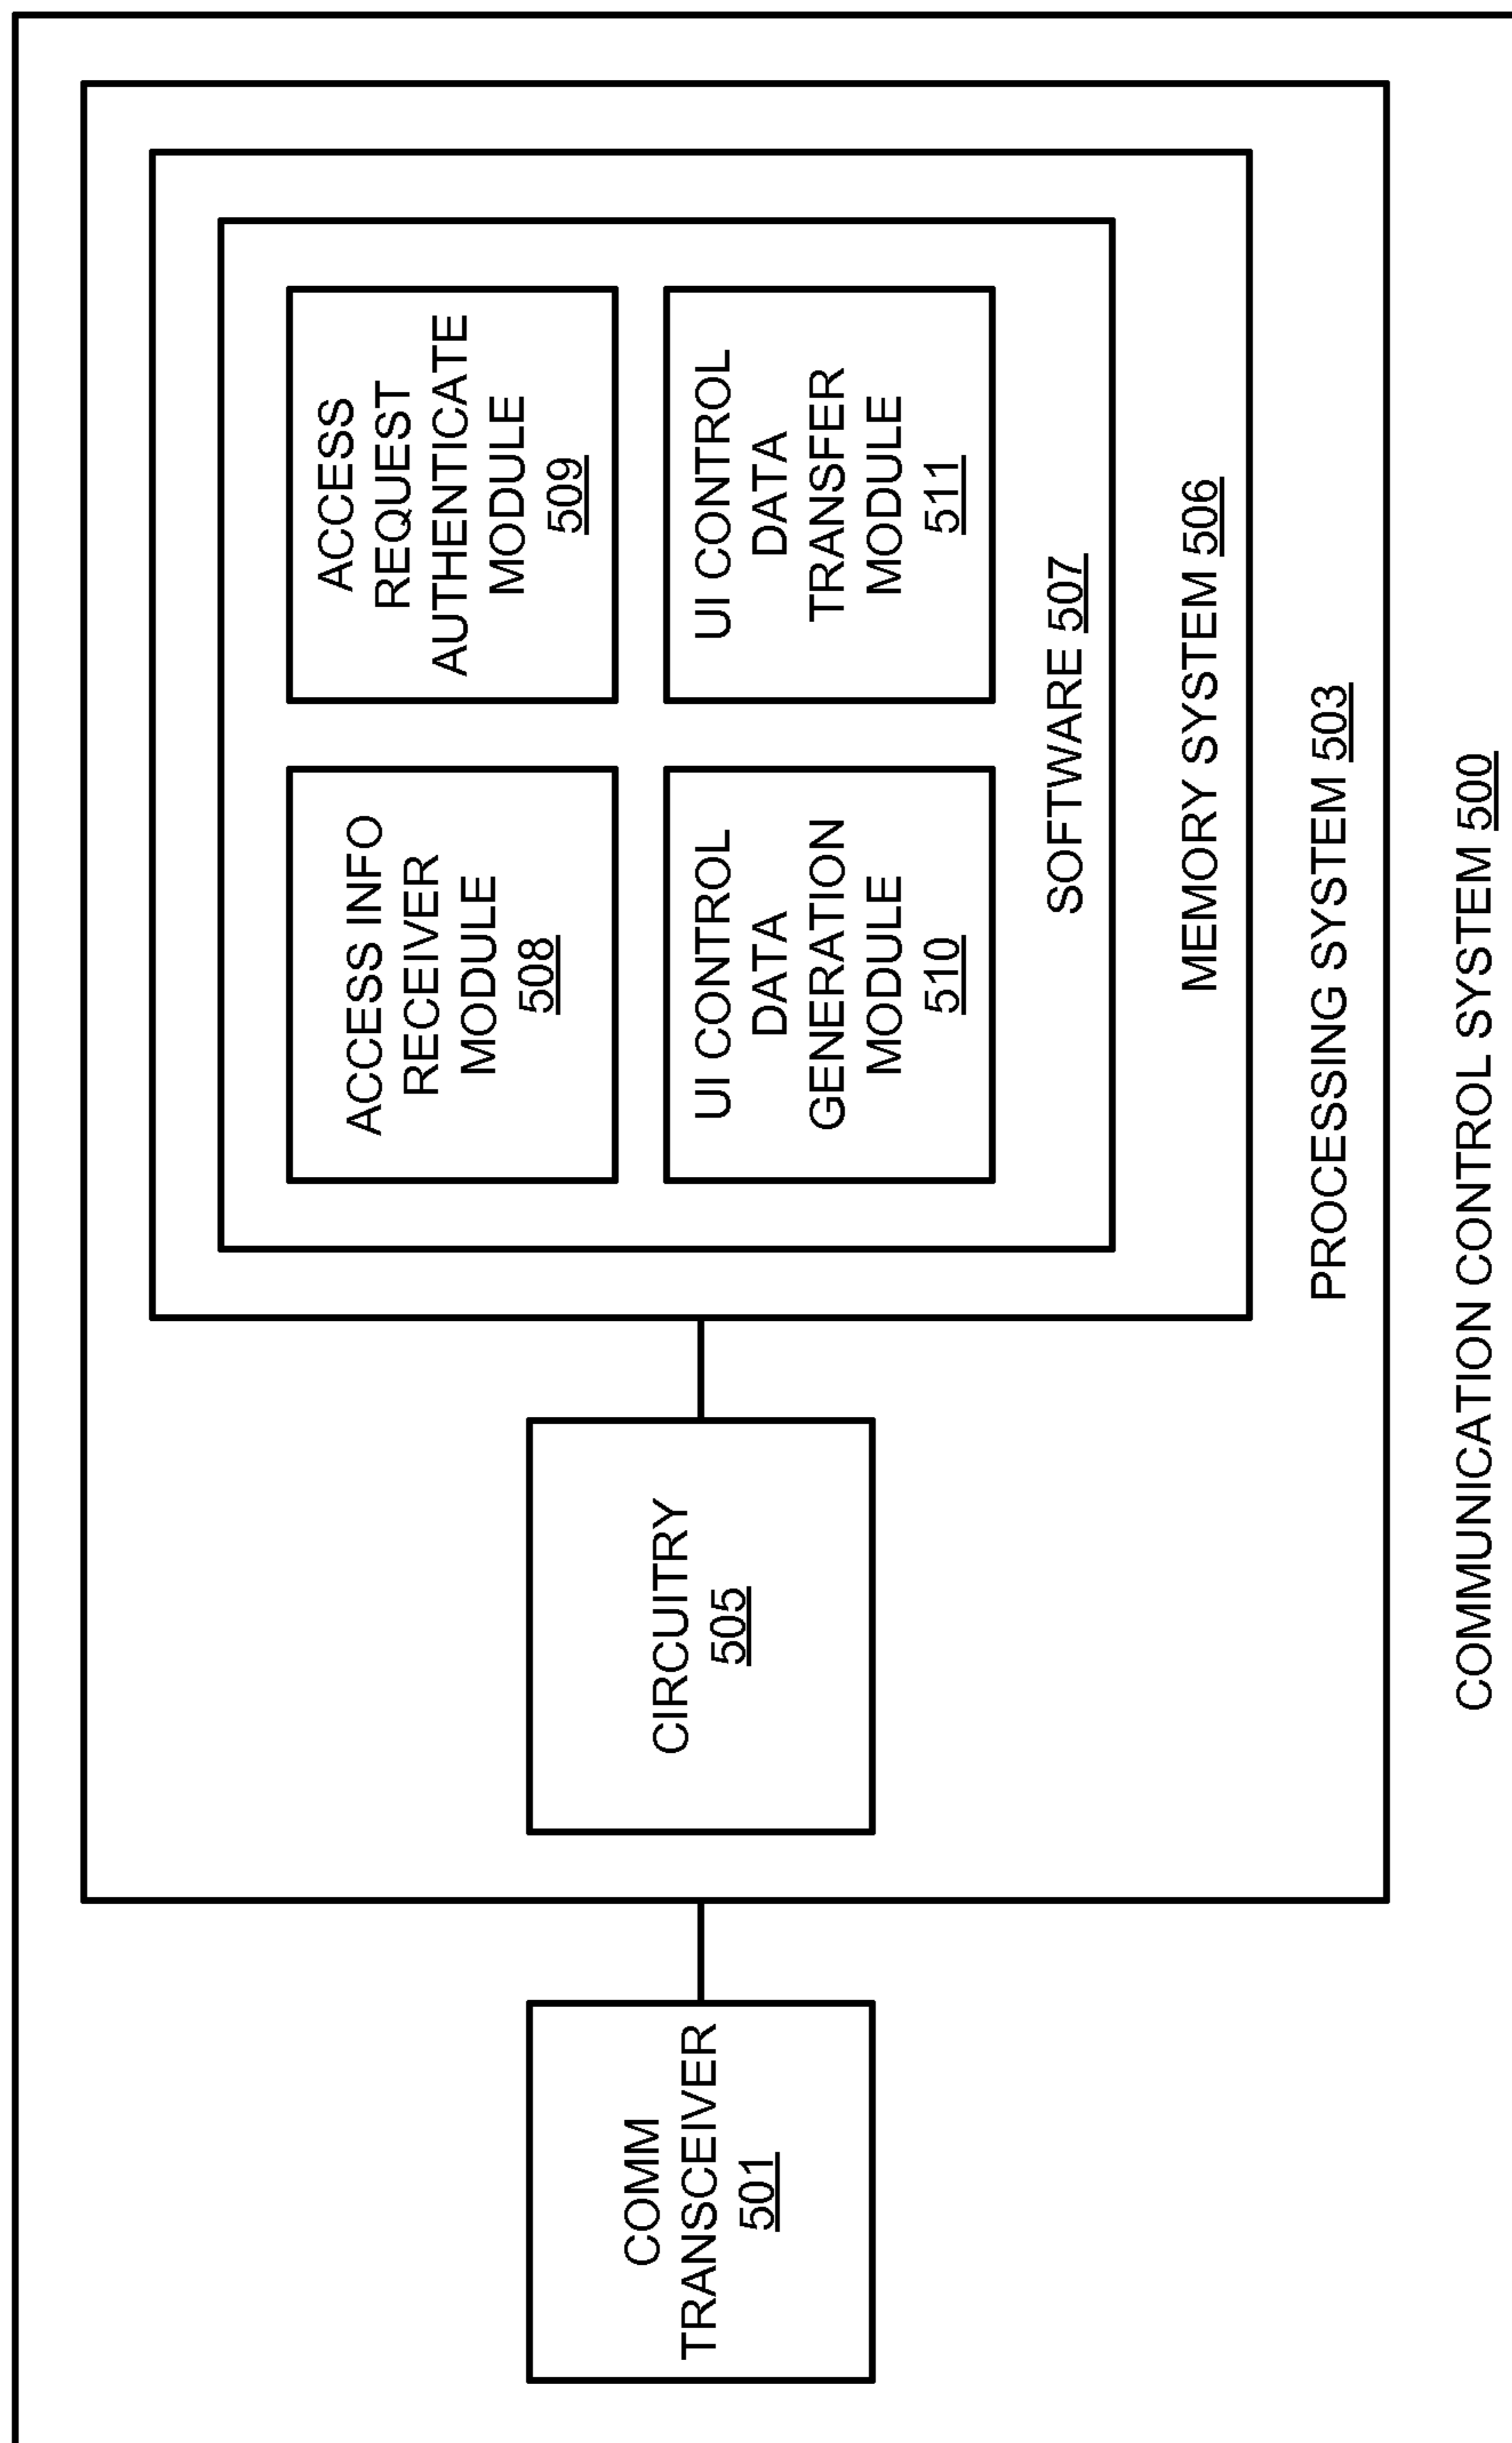 COMM
TRANSCEIVER
501
CIRCUITRY
505
ACCESS INFO
RECEIVER
MODULE
508
ACCESS
REQUEST
AUTHENTICATE
MODULE
509
UI CONTROL
DATA
GENERATION
MODULE
510
UI CONTROL
DATA
TRANSFER
MODULE
511
SOFTWARE 507
MEMORY SYSTEM 506
PROCESSING SYSTEM 503
COMMUNICATION CONTROL SYSTEM 500